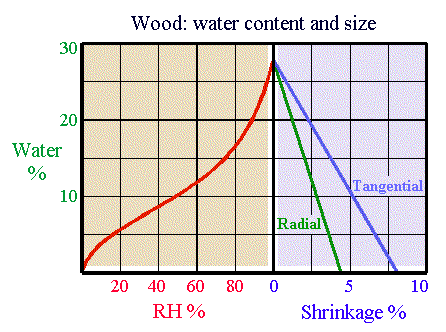 Wood: water content and size
30
20
Water
%
10
Tangential
Radial
20 40 60 80 0 5 10
RH %
Shrinkage %